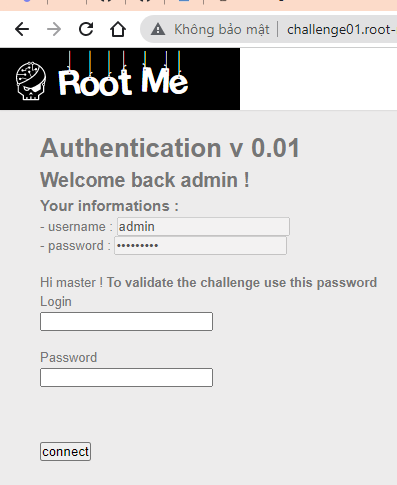 Không bảo mật | challenge01.root-
Root Me
Authentication v 0.01
Welcome back admin !
Your informations :
- username : admin
- password : •••••••••
Hi master ! To validate the challenge use this password
Login
Password
connect